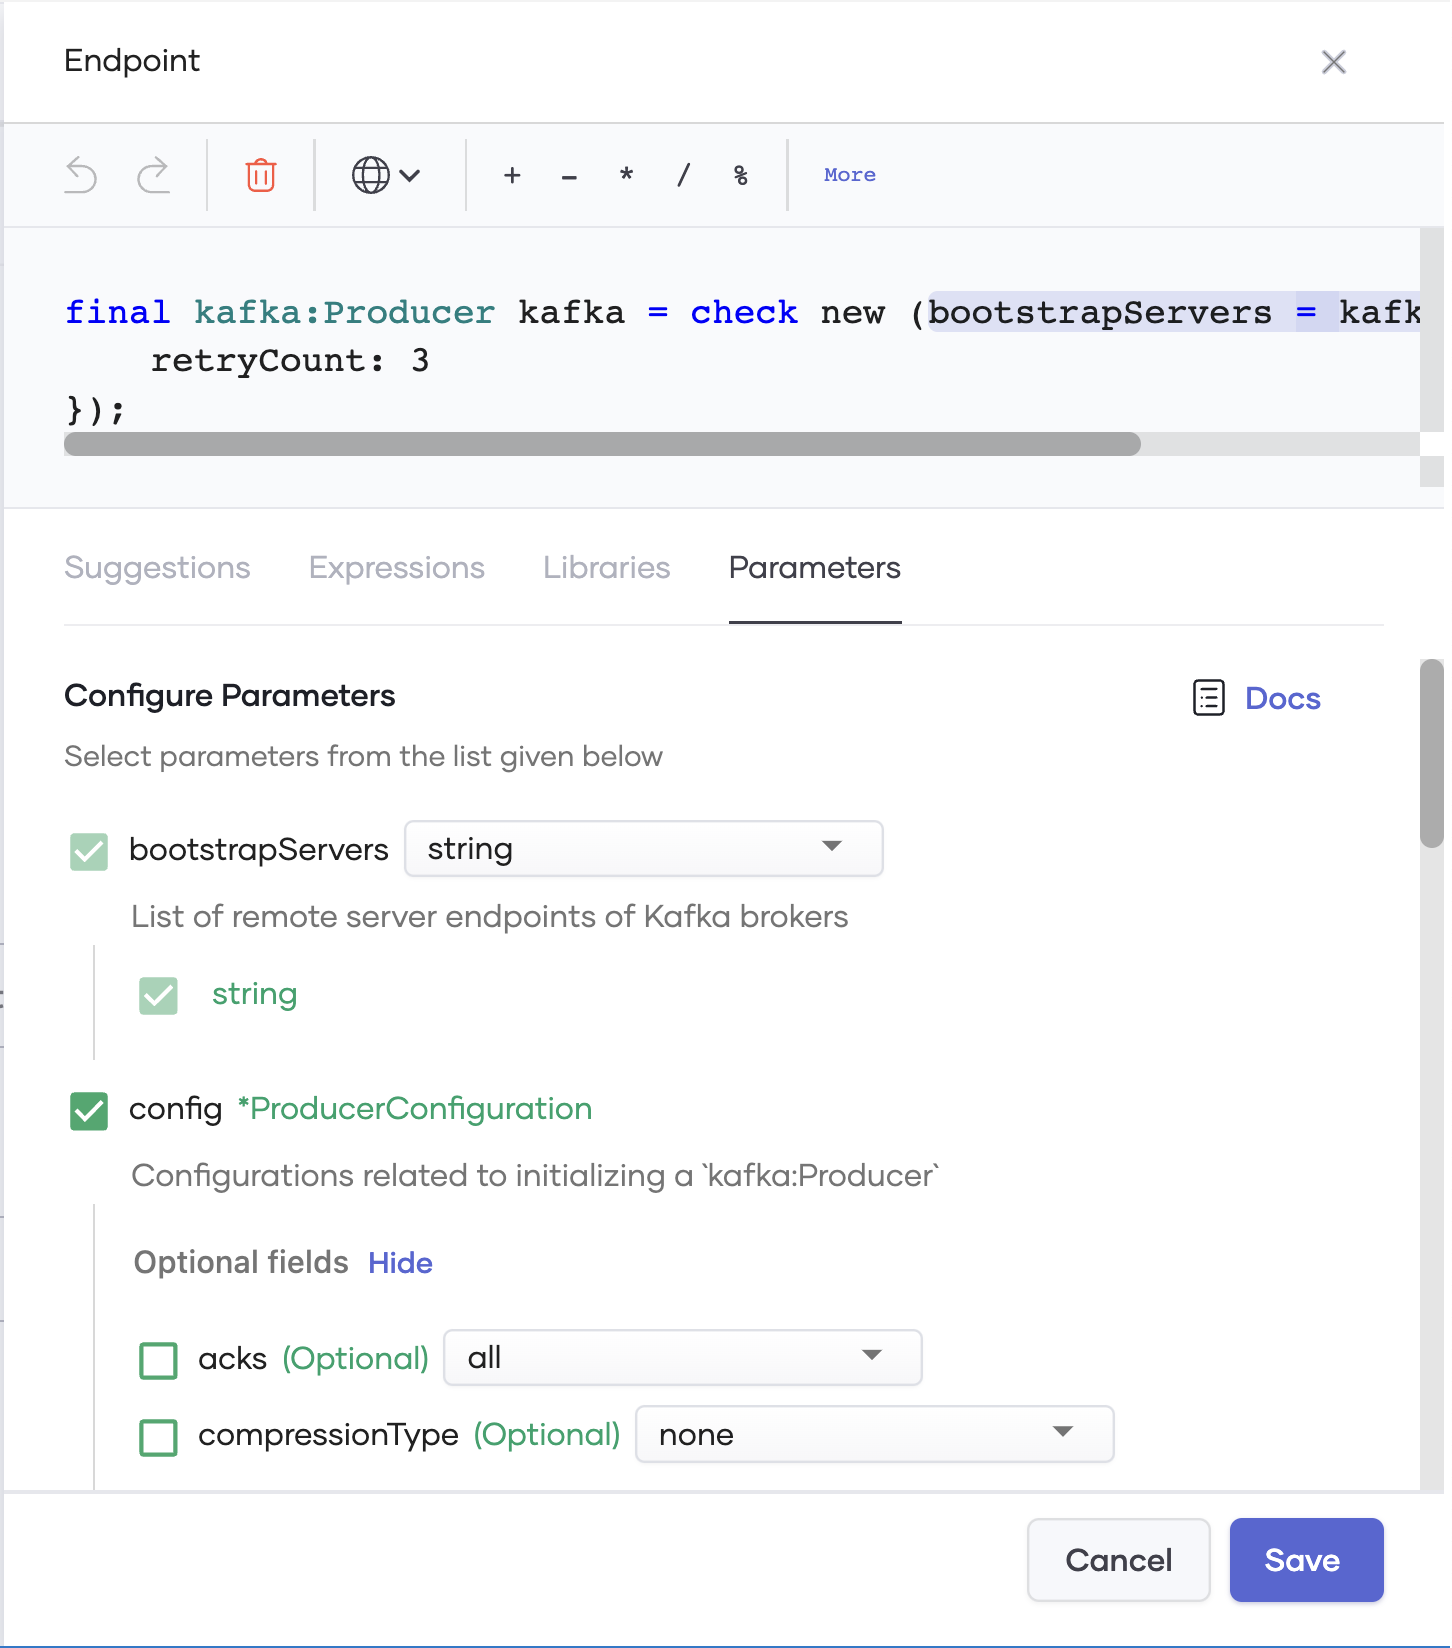 Endpoint
+ - * / % More
final kafka:Producer kafka = check new (bootstrapServers = kafk
retryCount: 3
});
Suggestions Expressions Libraries Parameters
Configure Parameters Docs
Select parameters from the list given below
bootstrapServers string
List of remote server endpoints of Kafka brokers
string
config *ProducerConfiguration
Configurations related to initializing a `kafka:Producer`
Optional fields Hide
acks (Optional) all
compressionType (Optional) none
Cancel Save